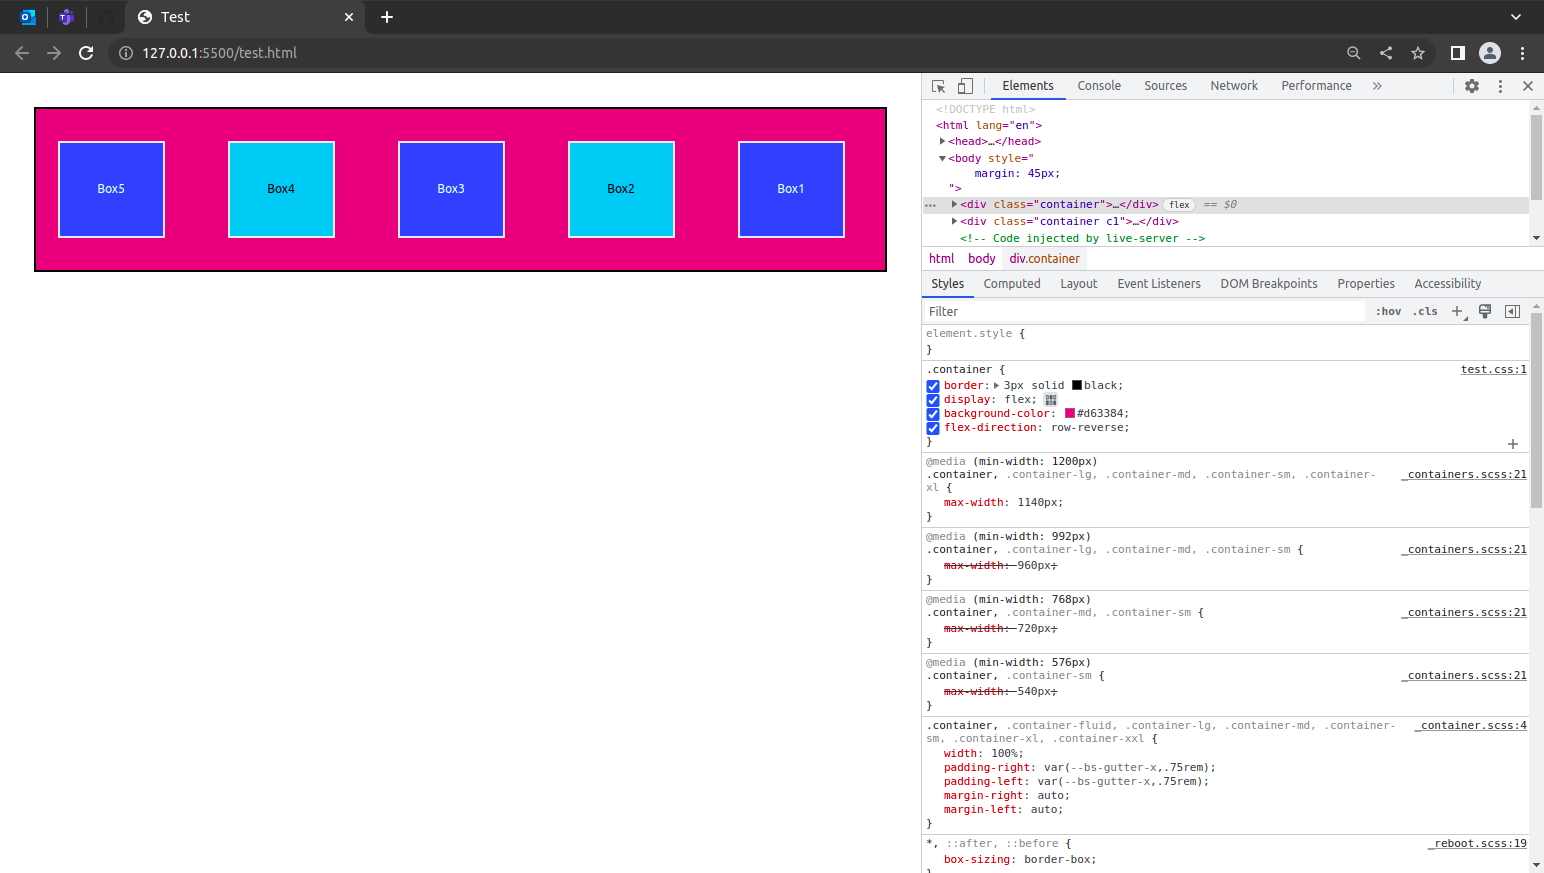 Test
127.0.0.1:5500/test.html
Box5
Box4
Box3
Box2
Box1
Elements Console Sources Network Performance »
<!DOCTYPE html>
<html lang="en">
<head>…</head>
<body style="
margin: 45px;
">
<div class="container">…</div> flex == $0
<div class="container c1">…</div>
<!-- Code injected by live-server -->
html body div.container
Styles Computed Layout Event Listeners DOM Breakpoints Properties Accessibility
Filter :hov .cls
element.style {
}
.container { test.css:1
border: 3px solid black;
display: flex;
background-color: #d63384;
flex-direction: row-reverse;
}
@media (min-width: 1200px)
.container, .container-lg, .container-md, .container-sm, .container- _containers.scss:21
xl {
max-width: 1140px;
}
@media (min-width: 992px)
.container, .container-lg, .container-md, .container-sm { _containers.scss:21
max-width: 960px;
}
@media (min-width: 768px)
.container, .container-md, .container-sm { _containers.scss:21
max-width: 720px;
}
@media (min-width: 576px)
.container, .container-sm { _containers.scss:21
max-width: 540px;
}
.container, .container-fluid, .container-lg, .container-md, .container- _container.scss:4
sm, .container-xl, .container-xxl {
width: 100%;
padding-right: var(--bs-gutter-x,.75rem);
padding-left: var(--bs-gutter-x,.75rem);
margin-right: auto;
margin-left: auto;
}
*, ::after, ::before { _reboot.scss:19
box-sizing: border-box;
}